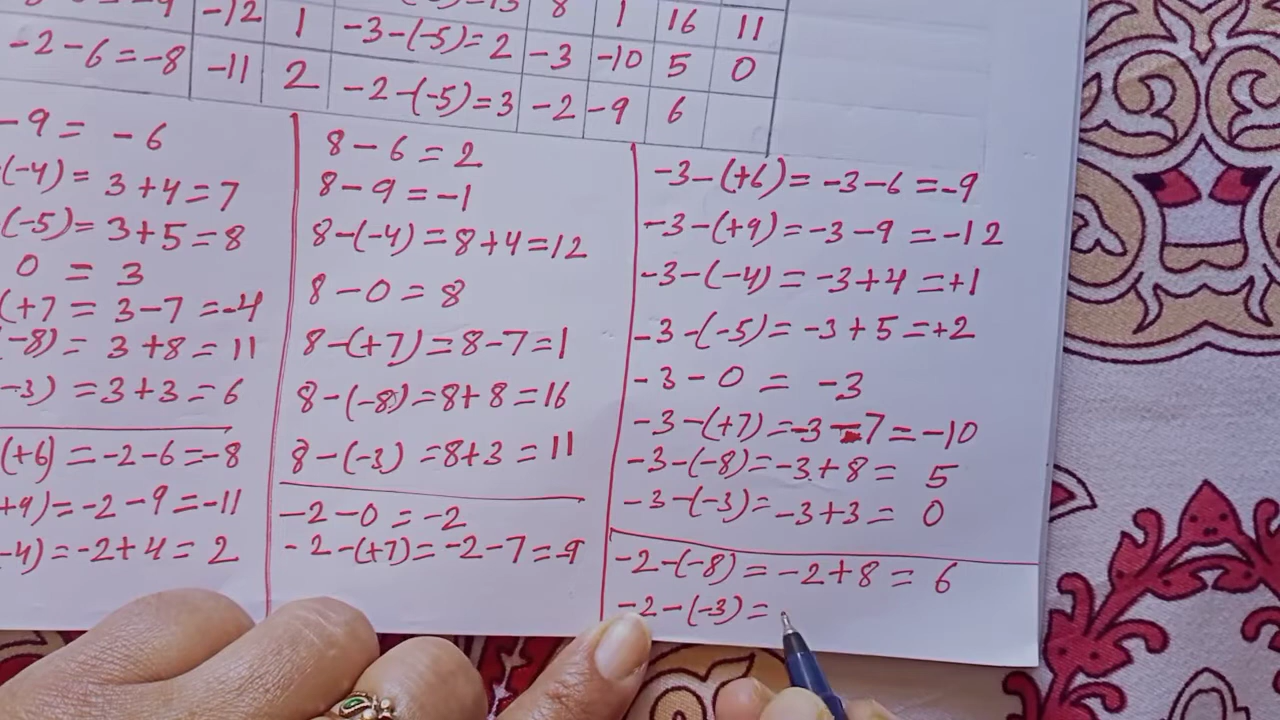 -12 1 8 1 16 11
-2-6=-8 -11 2 -3-(-5)=2 -3 -10 5 0
-2-(-5)=3 -2 -9 6
-9 = -6
(-4) = 3+4=7
(-5)= 3+5=8
0 = 3
(+7 = 3-7=-4
-8) = 3+8=11
-3) =3+3=6
(+6) =-2-6=-8
+9)=-2-9=-11
-4)=-2+4=2
8-6=2
8-9=-1
8-(-4)=8+4=12
8-0=8
8-(+7)=8-7=1
8-(-8)=8+8=16
8-(-3) =8+3=11
-2-0=-2
-2-(+7)=-2-7=-9
-3-(+6)=-3-6=-9
-3-(+9)=-3-9=-12
-3-(-4)=-3+4=+1
-3-(-5)=-3+5=+2
-3-0 = -3
-3-(+7)=-3-7=-10
-3-(-8)=-3+8= 5
-3-(-3)=-3+3= 0
-2-(-8)=-2+8= 6
-2-(-3)=